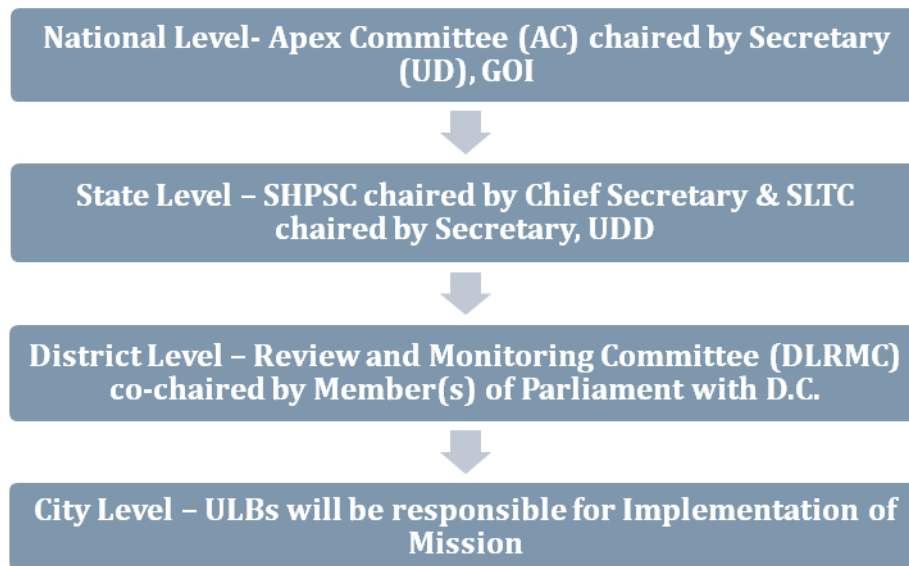 National Level- Apex Committee (AC) chaired by Secretary
(UD), GOI
State Level – SHPSC chaired by Chief Secretary & SLTC
chaired by Secretary, UDD
District Level – Review and Monitoring Committee (DLRMC)
co-chaired by Member(s) of Parliament with D.C.
City Level – ULBs will be responsible for Implementation of
Mission